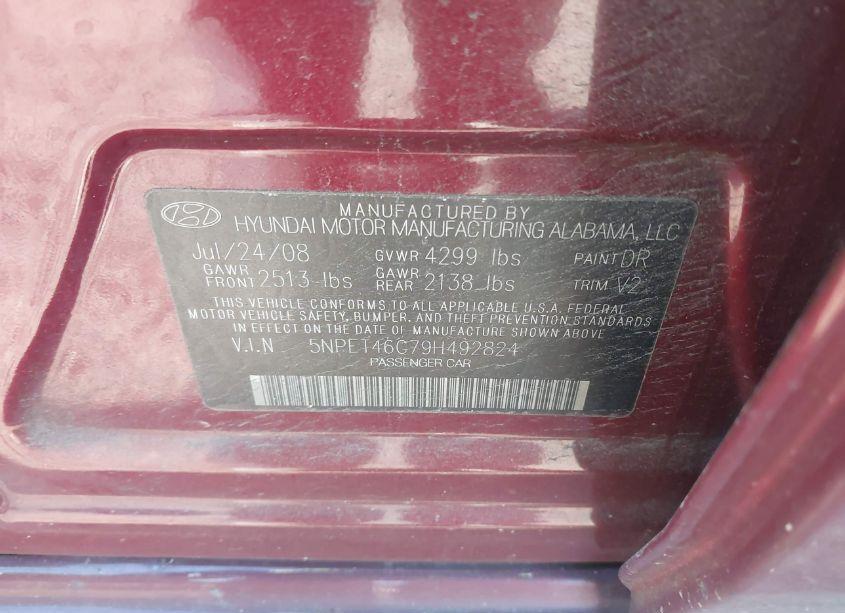 MANUFACTURED BY
HYUNDAI MOTOR MANUFACTURING ALABAMA, LLC
Jul/24/08 GVWR 4299 lbs PAINT DR
GAWR FRONT 2513 lbs GAWR REAR 2138 lbs TRIM V2
THIS VEHICLE CONFORMS TO ALL APPLICABLE U.S.A. FEDERAL
MOTOR VEHICLE SAFETY, BUMPER, AND THEFT PREVENTION STANDARDS
IN EFFECT ON THE DATE OF MANUFACTURE SHOWN ABOVE
V.I.N 5NPET46C79H492824
PASSENGER CAR